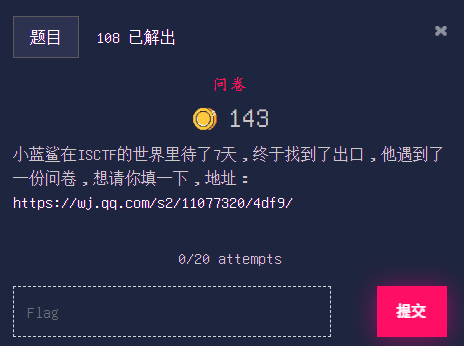 题目 108 已解出
问卷
143
小蓝鲨在ISCTF的世界里待了7天，终于找到了出口，他遇到了
一份问卷，想请你填一下，地址：
https://wj.qq.com/s2/11077320/4df9/
0/20 attempts
Flag 提交